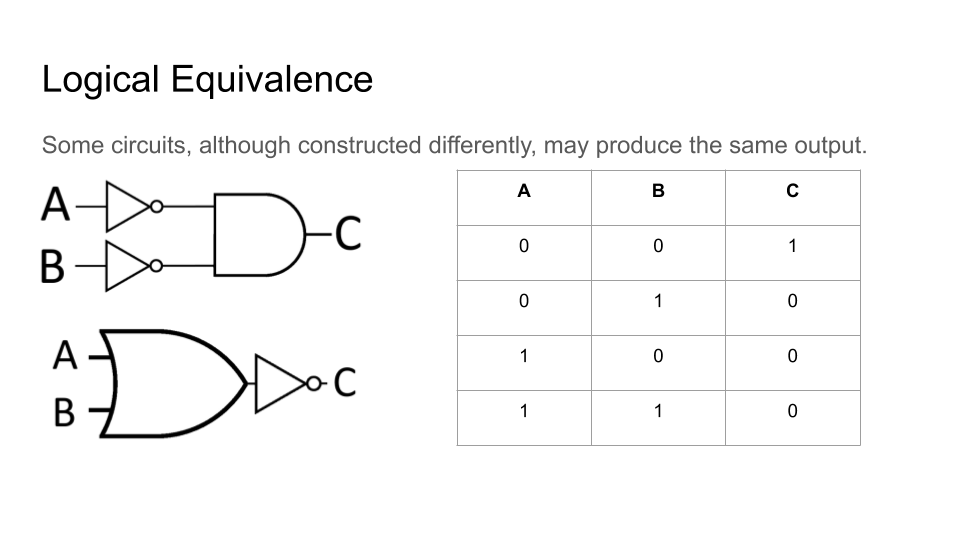 Logical Equivalence
Some circuits, although constructed differently, may produce the same output.
A
B
C
A
B
C
A B C
0 0 1
0 1 0
1 0 0
1 1 0